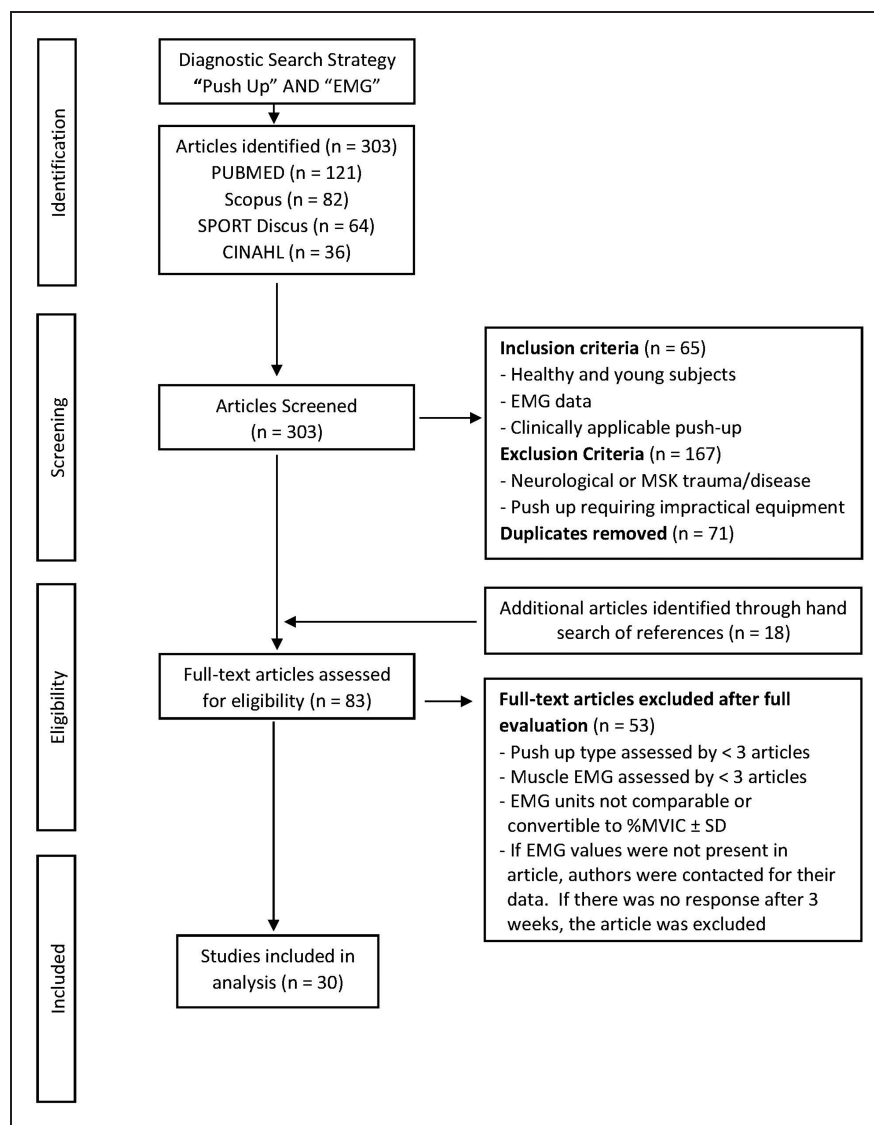 Identification
Diagnostic Search Strategy
“Push Up” AND “EMG”
Articles identified (n = 303)
PUBMED (n = 121)
Scopus (n = 82)
SPORT Discus (n = 64)
CINAHL (n = 36)
Screening
Articles Screened
(n = 303)
Inclusion criteria (n = 65)
- Healthy and young subjects
- EMG data
- Clinically applicable push-up
Exclusion Criteria (n = 167)
- Neurological or MSK trauma/disease
- Push up requiring impractical equipment
Duplicates removed (n = 71)
Eligibility
Additional articles identified through hand
search of references (n = 18)
Full-text articles assessed
for eligibility (n = 83)
Full-text articles excluded after full
evaluation (n = 53)
- Push up type assessed by < 3 articles
- Muscle EMG assessed by < 3 articles
- EMG units not comparable or
convertible to %MVIC ± SD
- If EMG values were not present in
article, authors were contacted for their
data.  If there was no response after 3
weeks, the article was excluded
Included
Studies included in
analysis (n = 30)